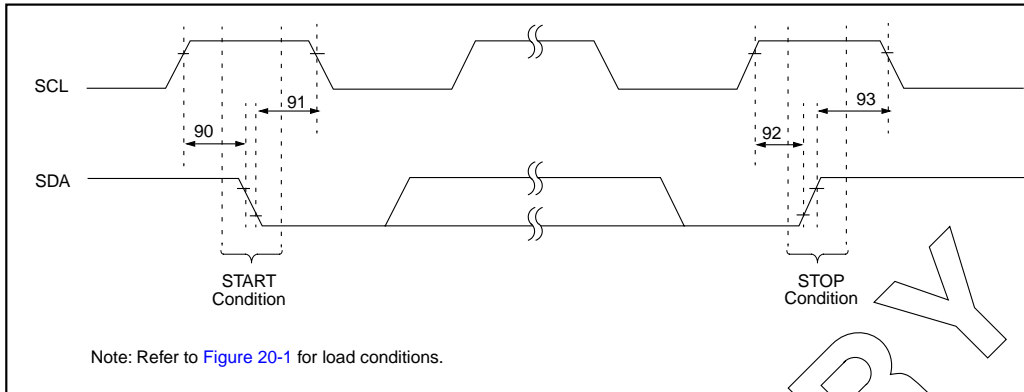 SCL
91
93
90
92
SDA
START
Condition
STOP
Condition
Note: Refer to Figure 20-1 for load conditions.
R
Y